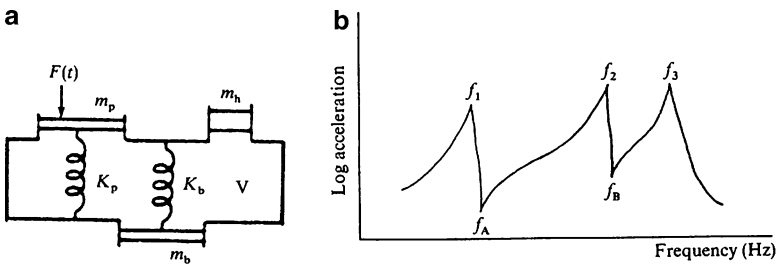 a
F(t)
m_p
m_h
K_p
K_b
V
m_b
b
Log acceleration
f_1
f_2
f_3
f_A
f_B
Frequency (Hz)